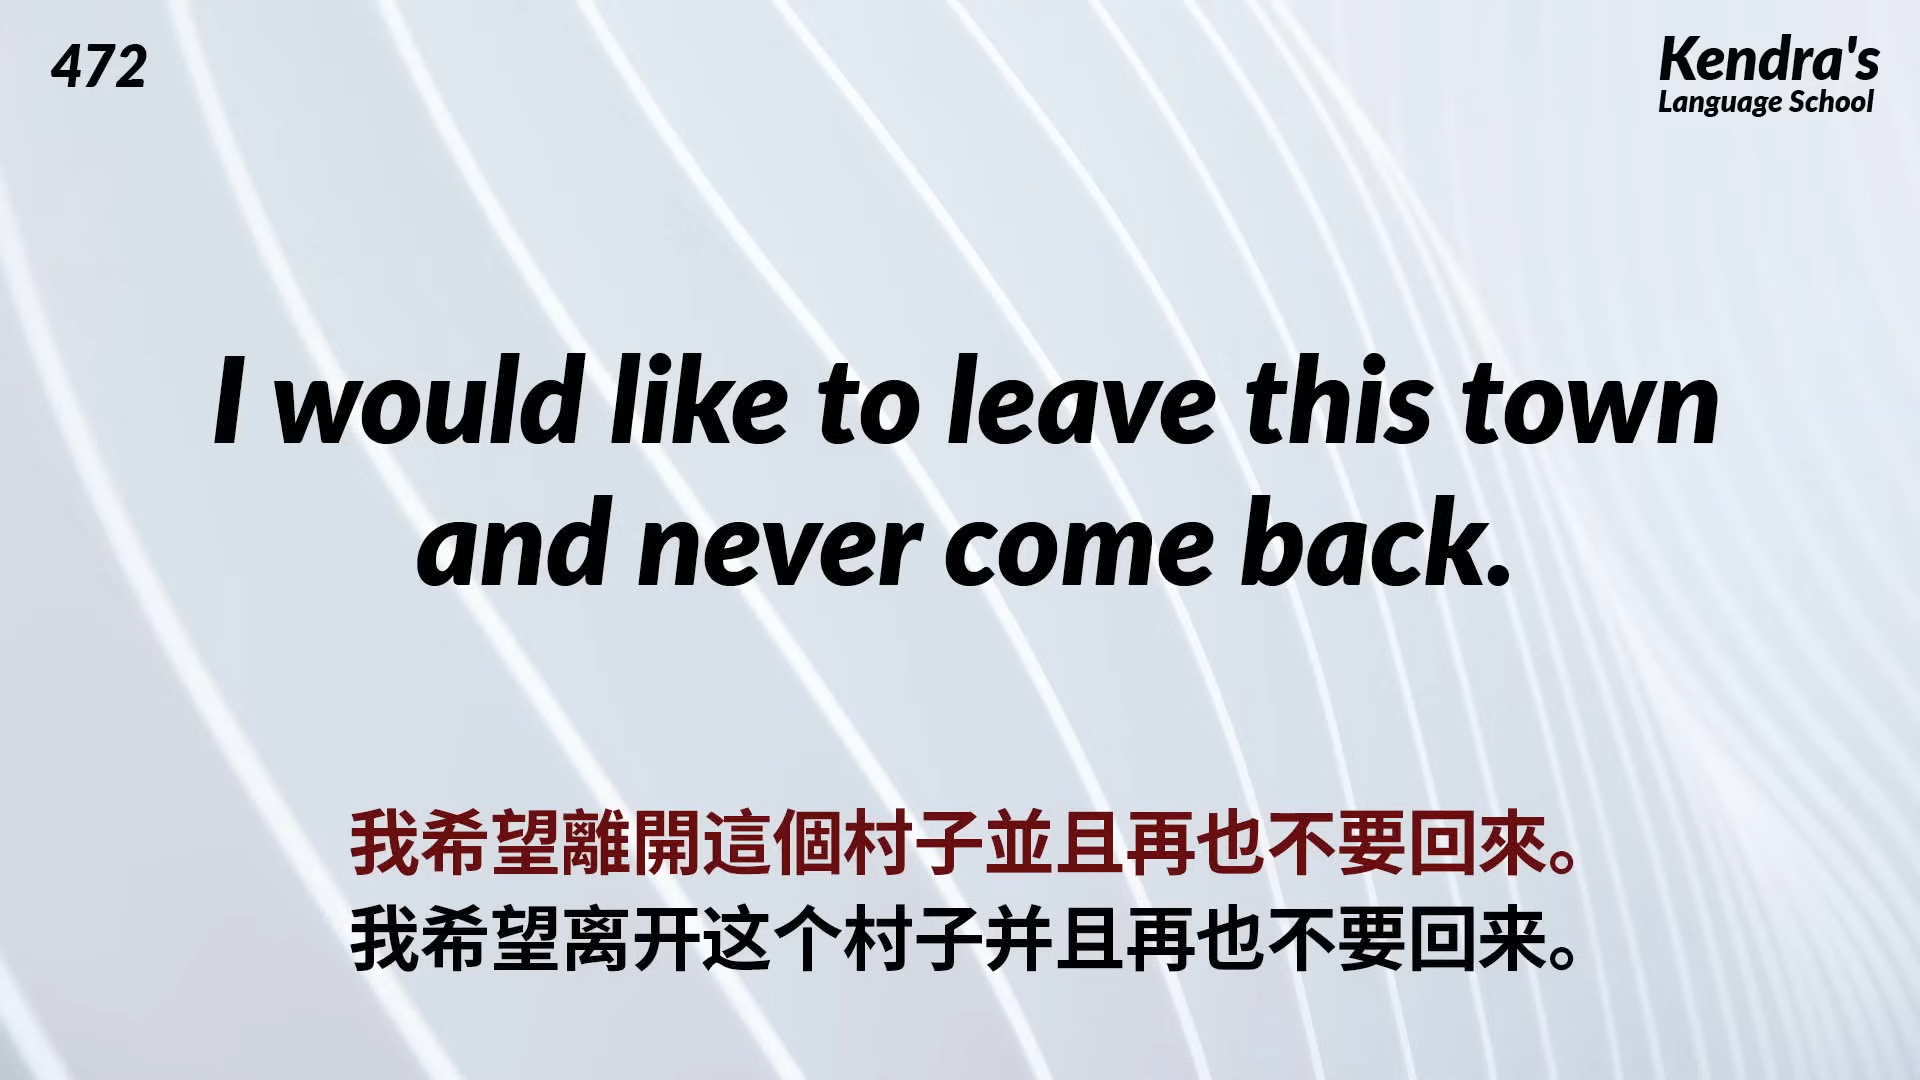 472
Kendra's
Language School
I would like to leave this town
and never come back.
我希望離開這個村子並且再也不要回來。
我希望离开这个村子并且再也不要回来。